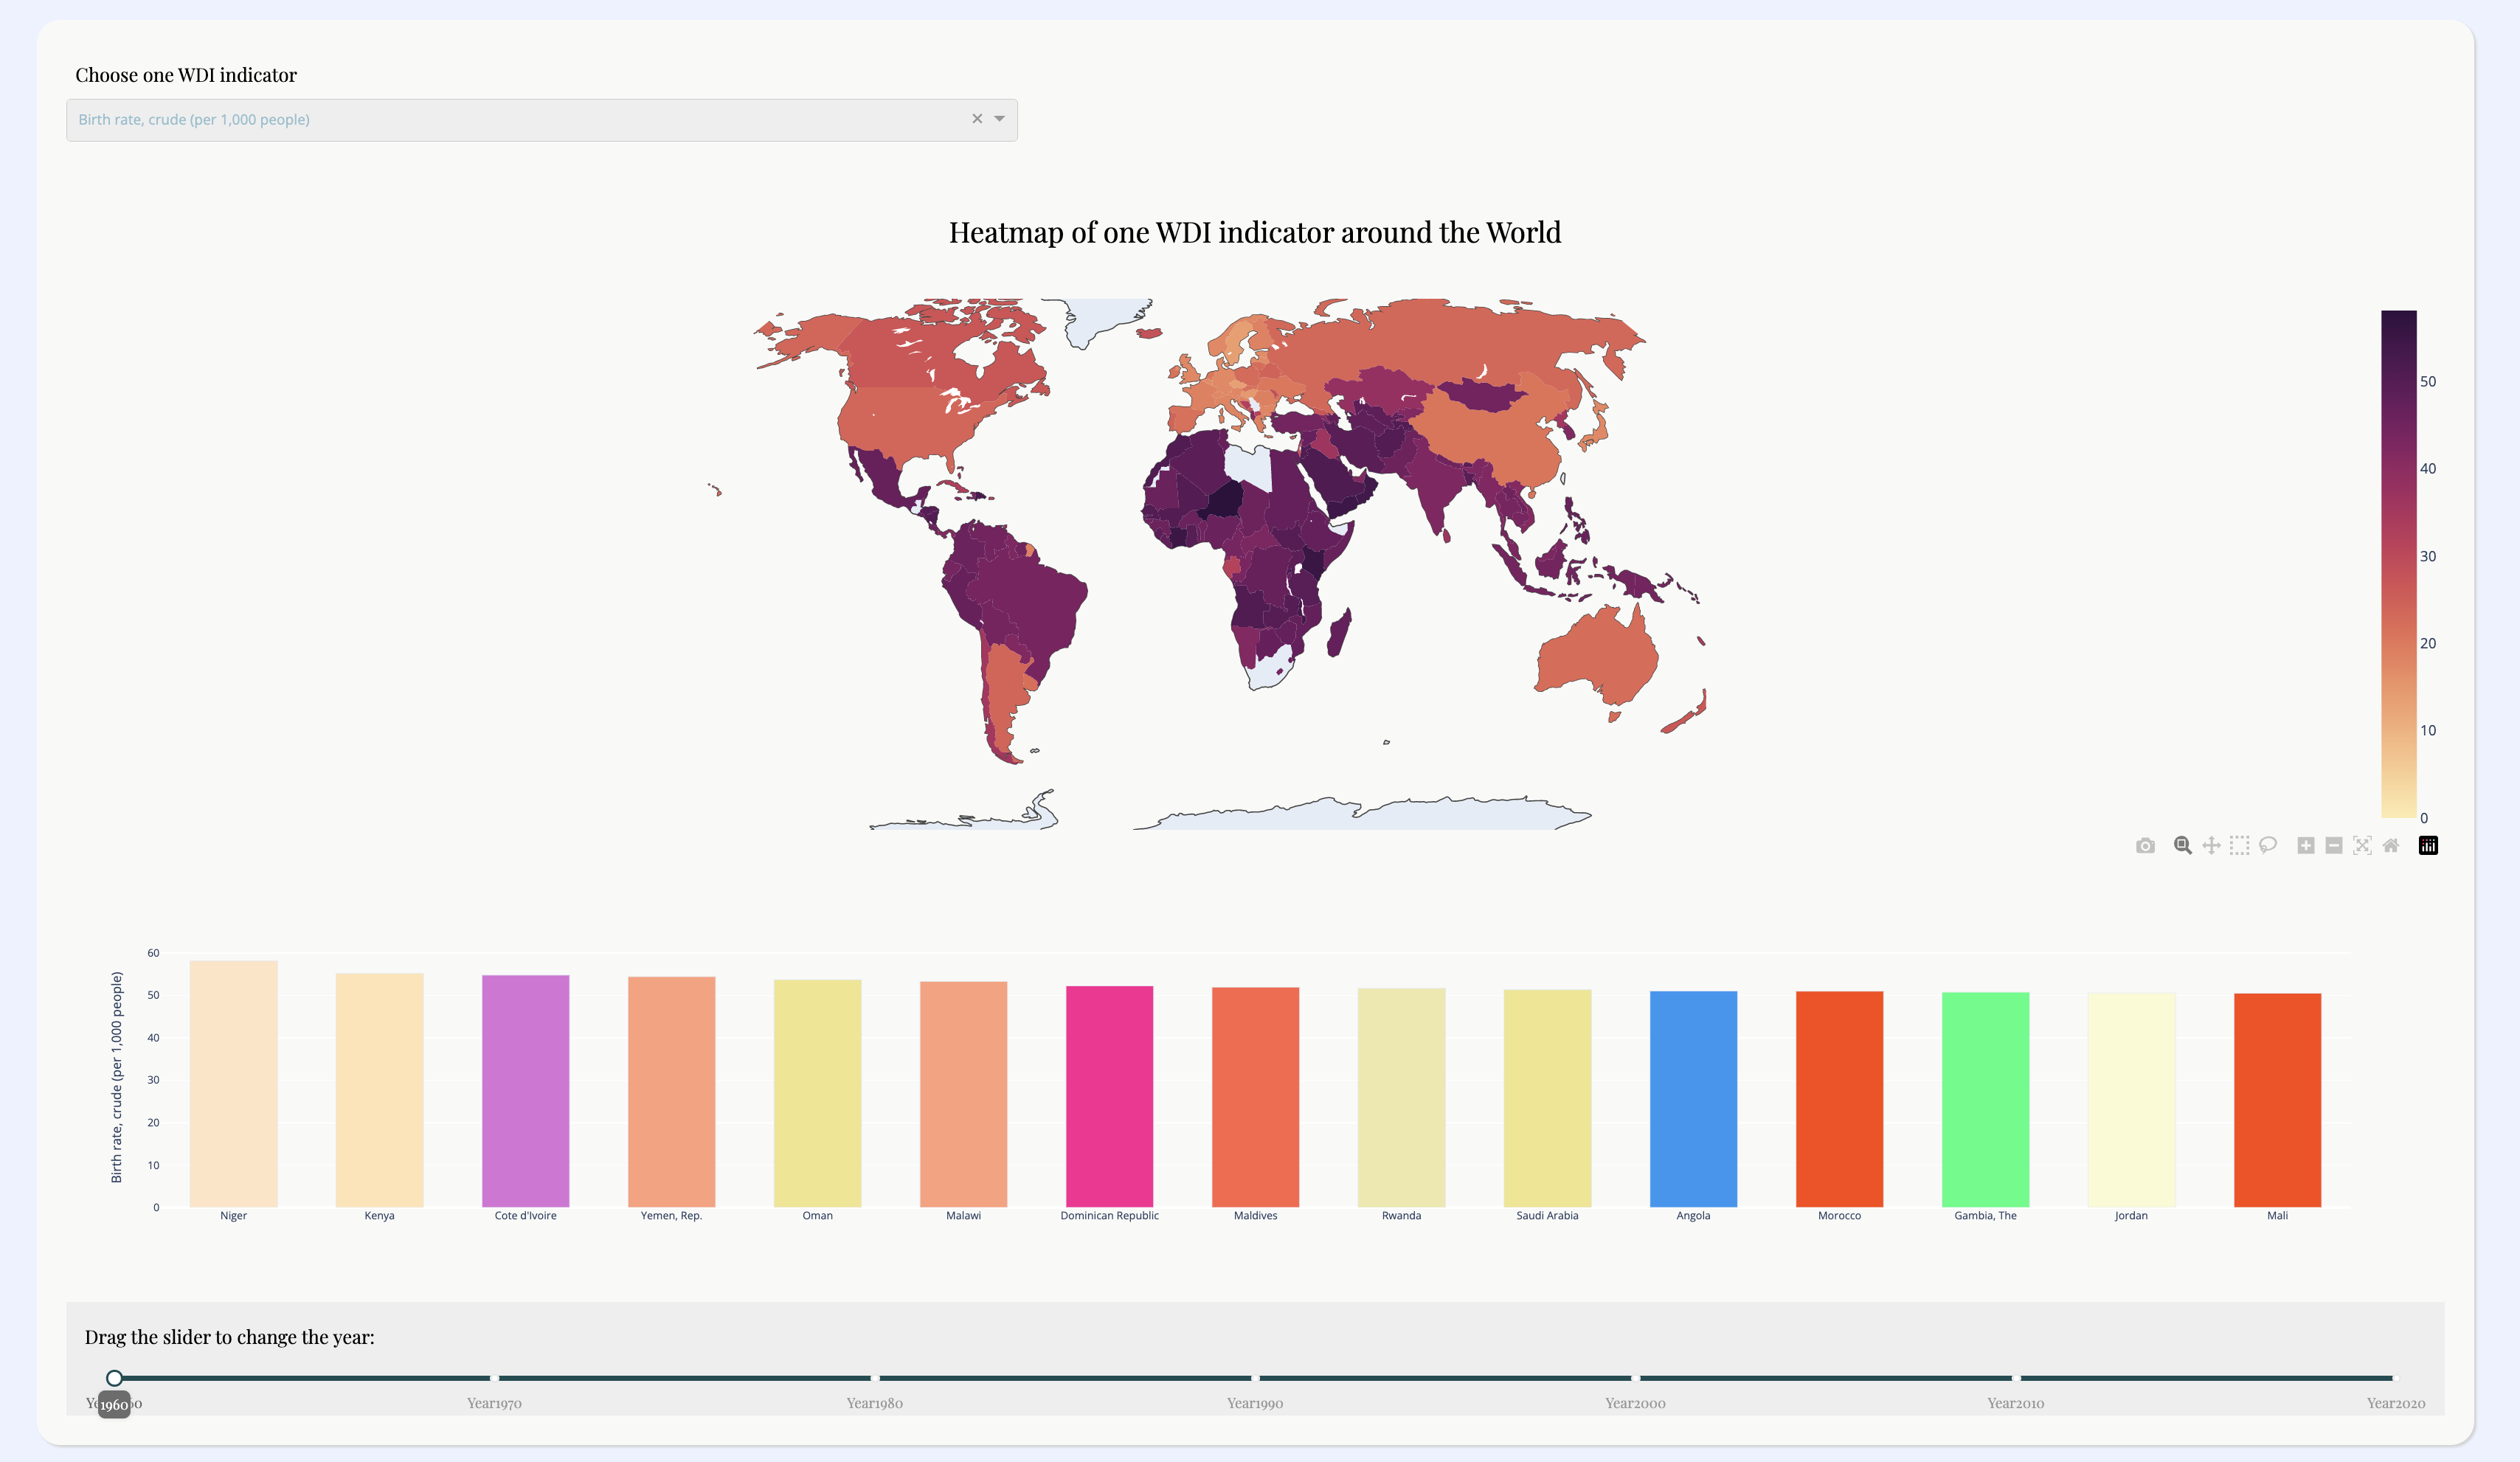 Choose one WDI indicator
Birth rate, crude (per 1,000 people)
Heatmap of one WDI indicator around the World
50
40
30
20
10
0
60
50
40
30
20
10
0
Birth rate, crude (per 1,000 people)
Niger Kenya Cote d'Ivoire Yemen, Rep. Oman Malawi Dominican Republic Maldives Rwanda Saudi Arabia Angola Morocco Gambia, The Jordan Mali
Drag the slider to change the year:
1960
Year1970 Year1980 Year1990 Year2000 Year2010 Year2020